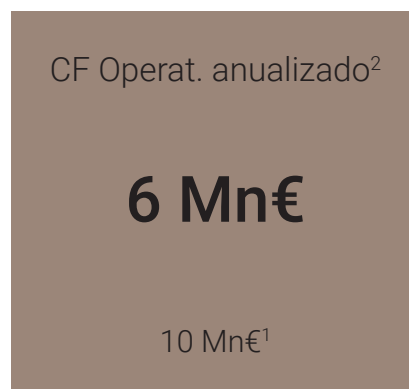 CF Operat. anualizado²
6 Mn€
10 Mn€¹